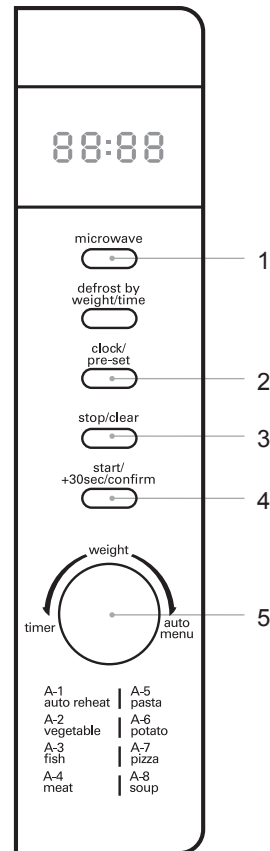 88:88
microwave
1
defrost by
weight/time
clock/
pre-set
2
stop/clear
3
start/
+30sec/confirm
4
weight
timer
auto
menu
5
A-1
auto reheat
A-2
vegetable
A-3
fish
A-4
meat
A-5
pasta
A-6
potato
A-7
pizza
A-8
soup